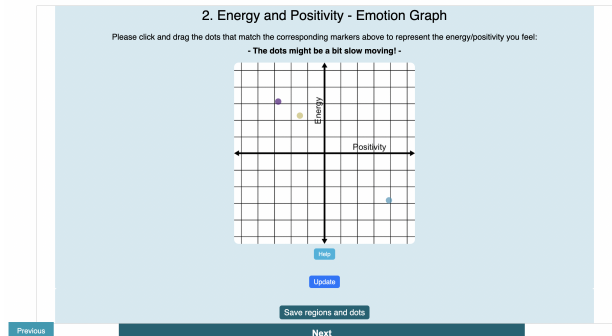 2. Energy and Positivity - Emotion Graph
Please click and drag the dots that match the corresponding markers above to represent the energy/positivity you feel:
- The dots might be a bit slow moving! -
Energy
Positivity
Help
Update
Save regions and dots
Previous
Next